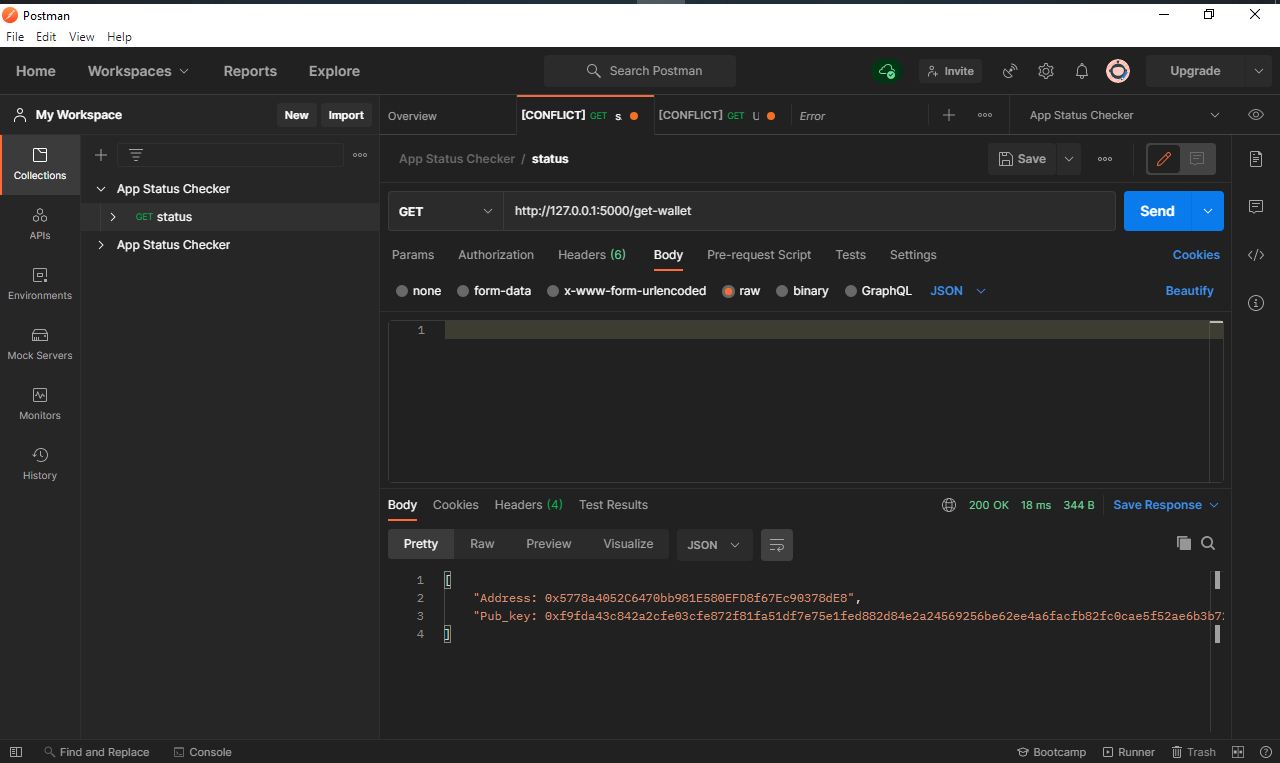 Postman
File Edit View Help
Home Workspaces Reports Explore Search Postman Invite Upgrade
My Workspace New Import
Overview [CONFLICT] GET s. [CONFLICT] GET U Error App Status Checker
Collections
APIs
Environments
Mock Servers
Monitors
History
App Status Checker
GET status
App Status Checker
App Status Checker / status Save
GET http://127.0.0.1:5000/get-wallet Send
Params Authorization Headers (6) Body Pre-request Script Tests Settings Cookies
none form-data x-www-form-urlencoded raw binary GraphQL JSON Beautify
1
Body Cookies Headers (4) Test Results 200 OK 18 ms 344 B Save Response
Pretty Raw Preview Visualize JSON
1 [
2 "Address: 0x5778a4052C6470bb981E580EFD8f67Ec90378dE8",
3 "Pub_key: 0xf9fda43c842a2cfe03cfe872f81fa51df7e75e1fed882d84e2a24569256be62ee4a6facfb82fc0cae5f52ae6b3b7
4 ]
Find and Replace Console Bootcamp Runner Trash